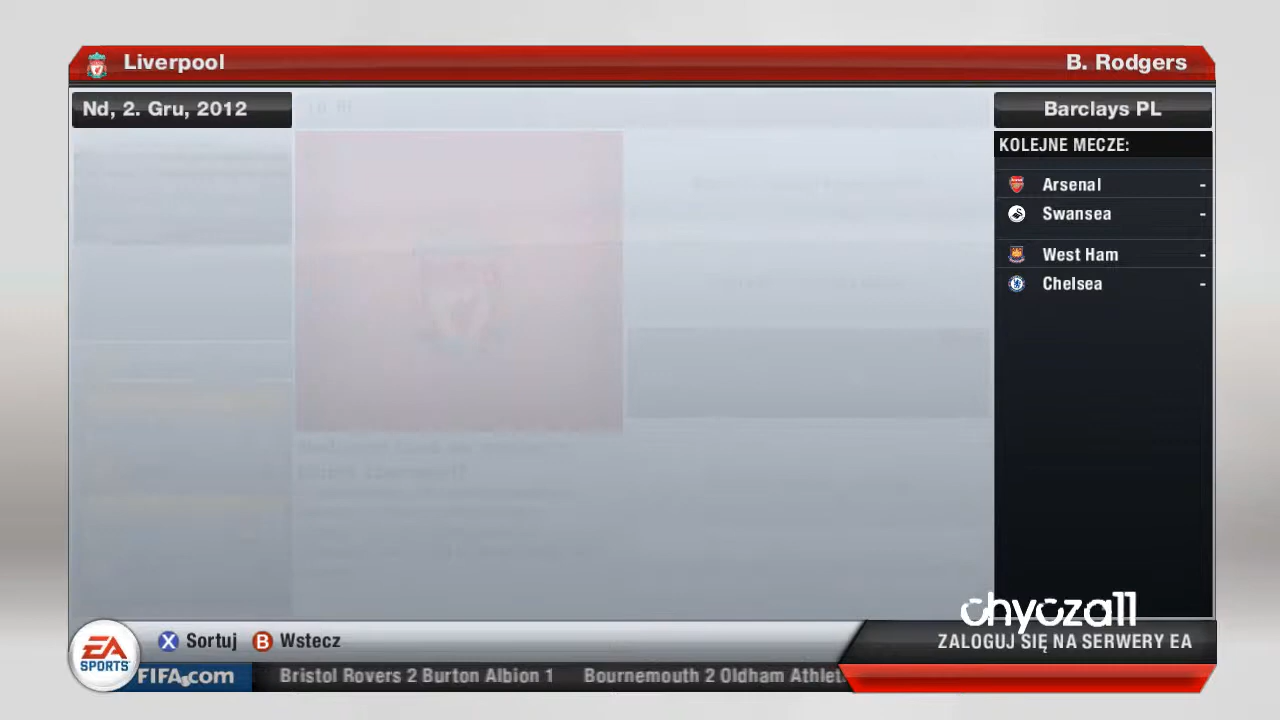 Liverpool
B. Rodgers
Nd, 2. Gru, 2012
Barclays PL
KOLEJNE MECZE:
Arsenal -
Swansea -
West Ham -
Chelsea -
chycza11
X Sortuj B Wstecz
ZALOGUJ SIĘ NA SERWERY EA
EA SPORTS
FIFA.com
Bristol Rovers 2 Burton Albion 1 Bournemouth 2 Oldham Athlet